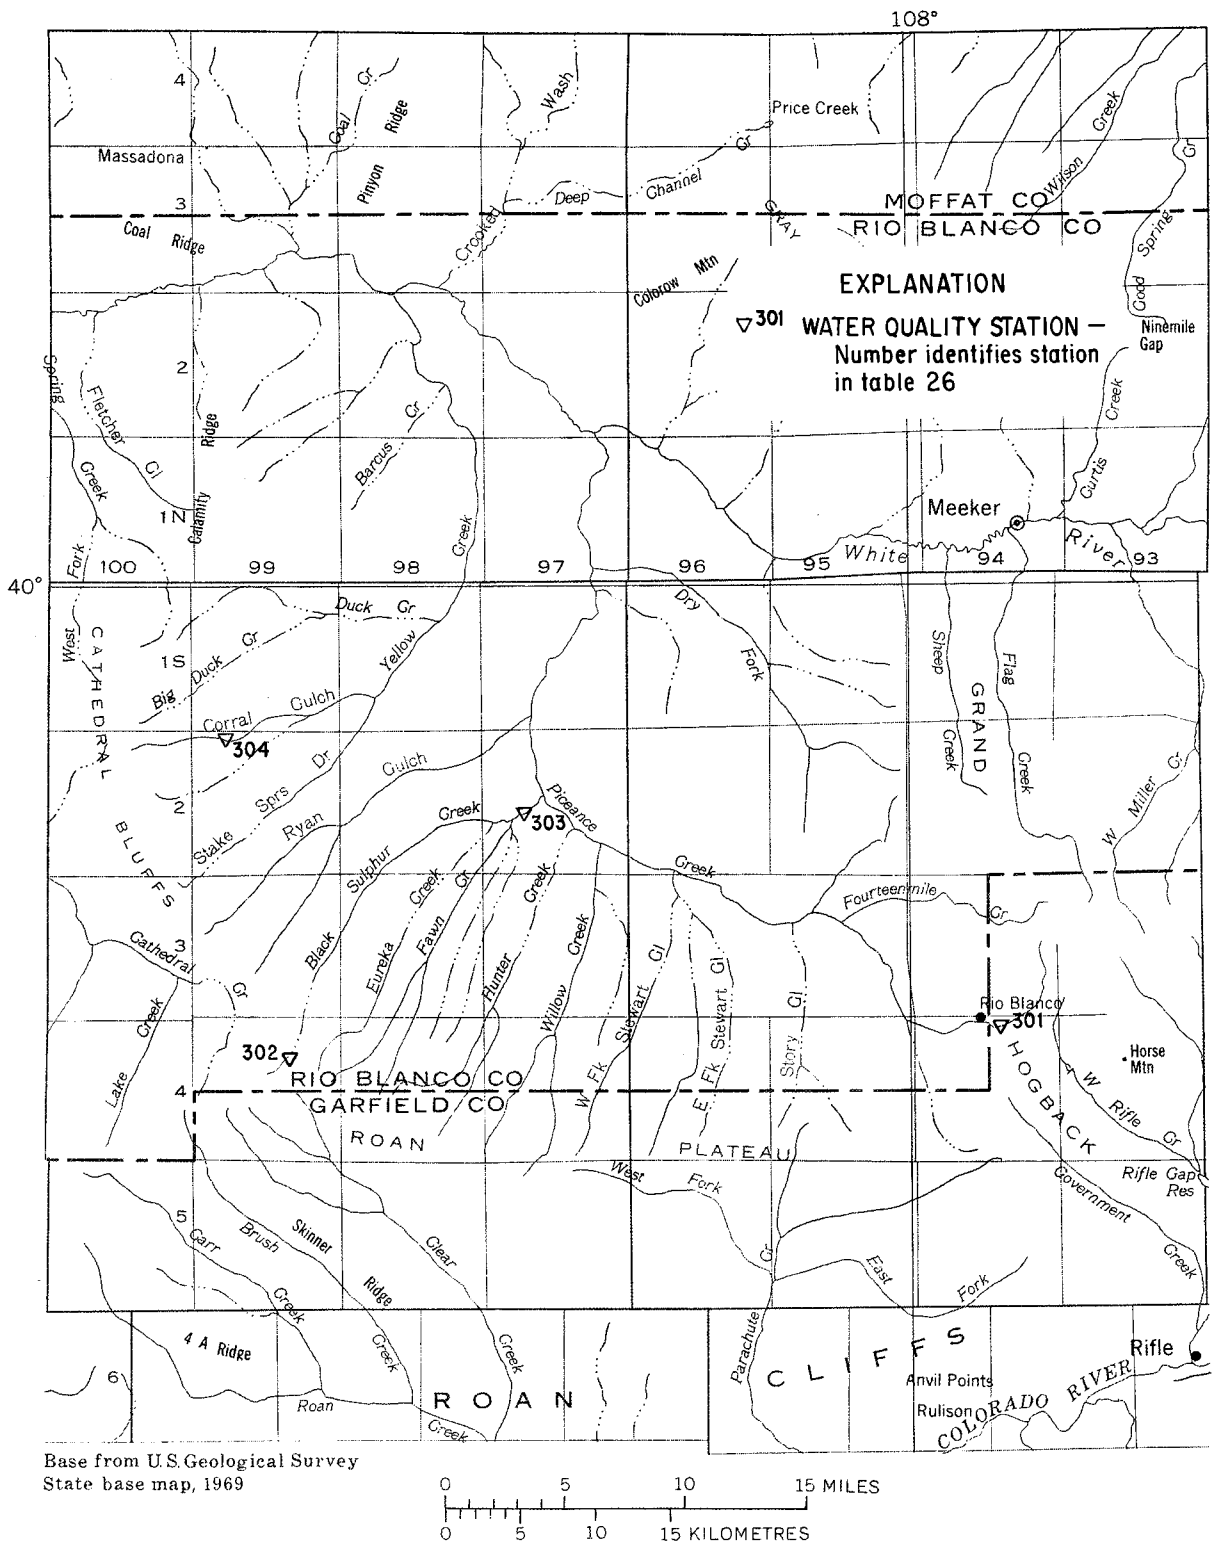 108°
4
Coal Gr
Pinyon Ridge
Wash
Price Creek
Wilson Creek
Gr
Massadona
3
Coal Ridge
Crooked
Deep Channel Gr
GRAY
MOFFAT CO
RIO BLANCO CO
Colorow Mtn
Good Spring
Ninemile
Gap
EXPLANATION
301 WATER QUALITY STATION —
Number identifies station
in table 26
Spring Creek
2
Fletcher Gl
Calamity Ridge
Barcus Cr
Curtis Creek
1N
Meeker
Creek
White River
40°
100 99 98 97 96 95 94 93
West Fork
CATHEDRAL BLUFFS
Duck Gr
Big Duck Gr
1S
Yellow
Dry Fork
Sheep Creek
Flag Creek
GRAND
Corral Gulch
304
2
Stake Sprs Dr
Ryan Gulch
W Miller Gr
Piceance Creek
303
Black Sulphur Creek
Eureka Creek
Fawn Gr
Hunter Creek
Willow Creek
W Fk Stewart Gl
E Fk Stewart Gl
Story Gl
Fourteenmile Gr
3
Cathedral Gr
Lake Creek
Rio Blanco
301
HOGBACK
Horse
Mtn
302
4
RIO BLANCO CO
GARFIELD CO
ROAN PLATEAU
W Rifle Gr
Rifle Gap
Res
Government Creek
West Fork
5
Carr Creek
Brush Creek
Skinner Ridge
Clear Creek
Parachute Gr
East Fork
4 A Ridge
6
Roan Creek
ROAN CLIFFS
Rifle
Anvil Points
Rulison
COLORADO RIVER
Base from U.S. Geological Survey
State base map, 1969
0 5 10 15 MILES
0 5 10 15 KILOMETRES